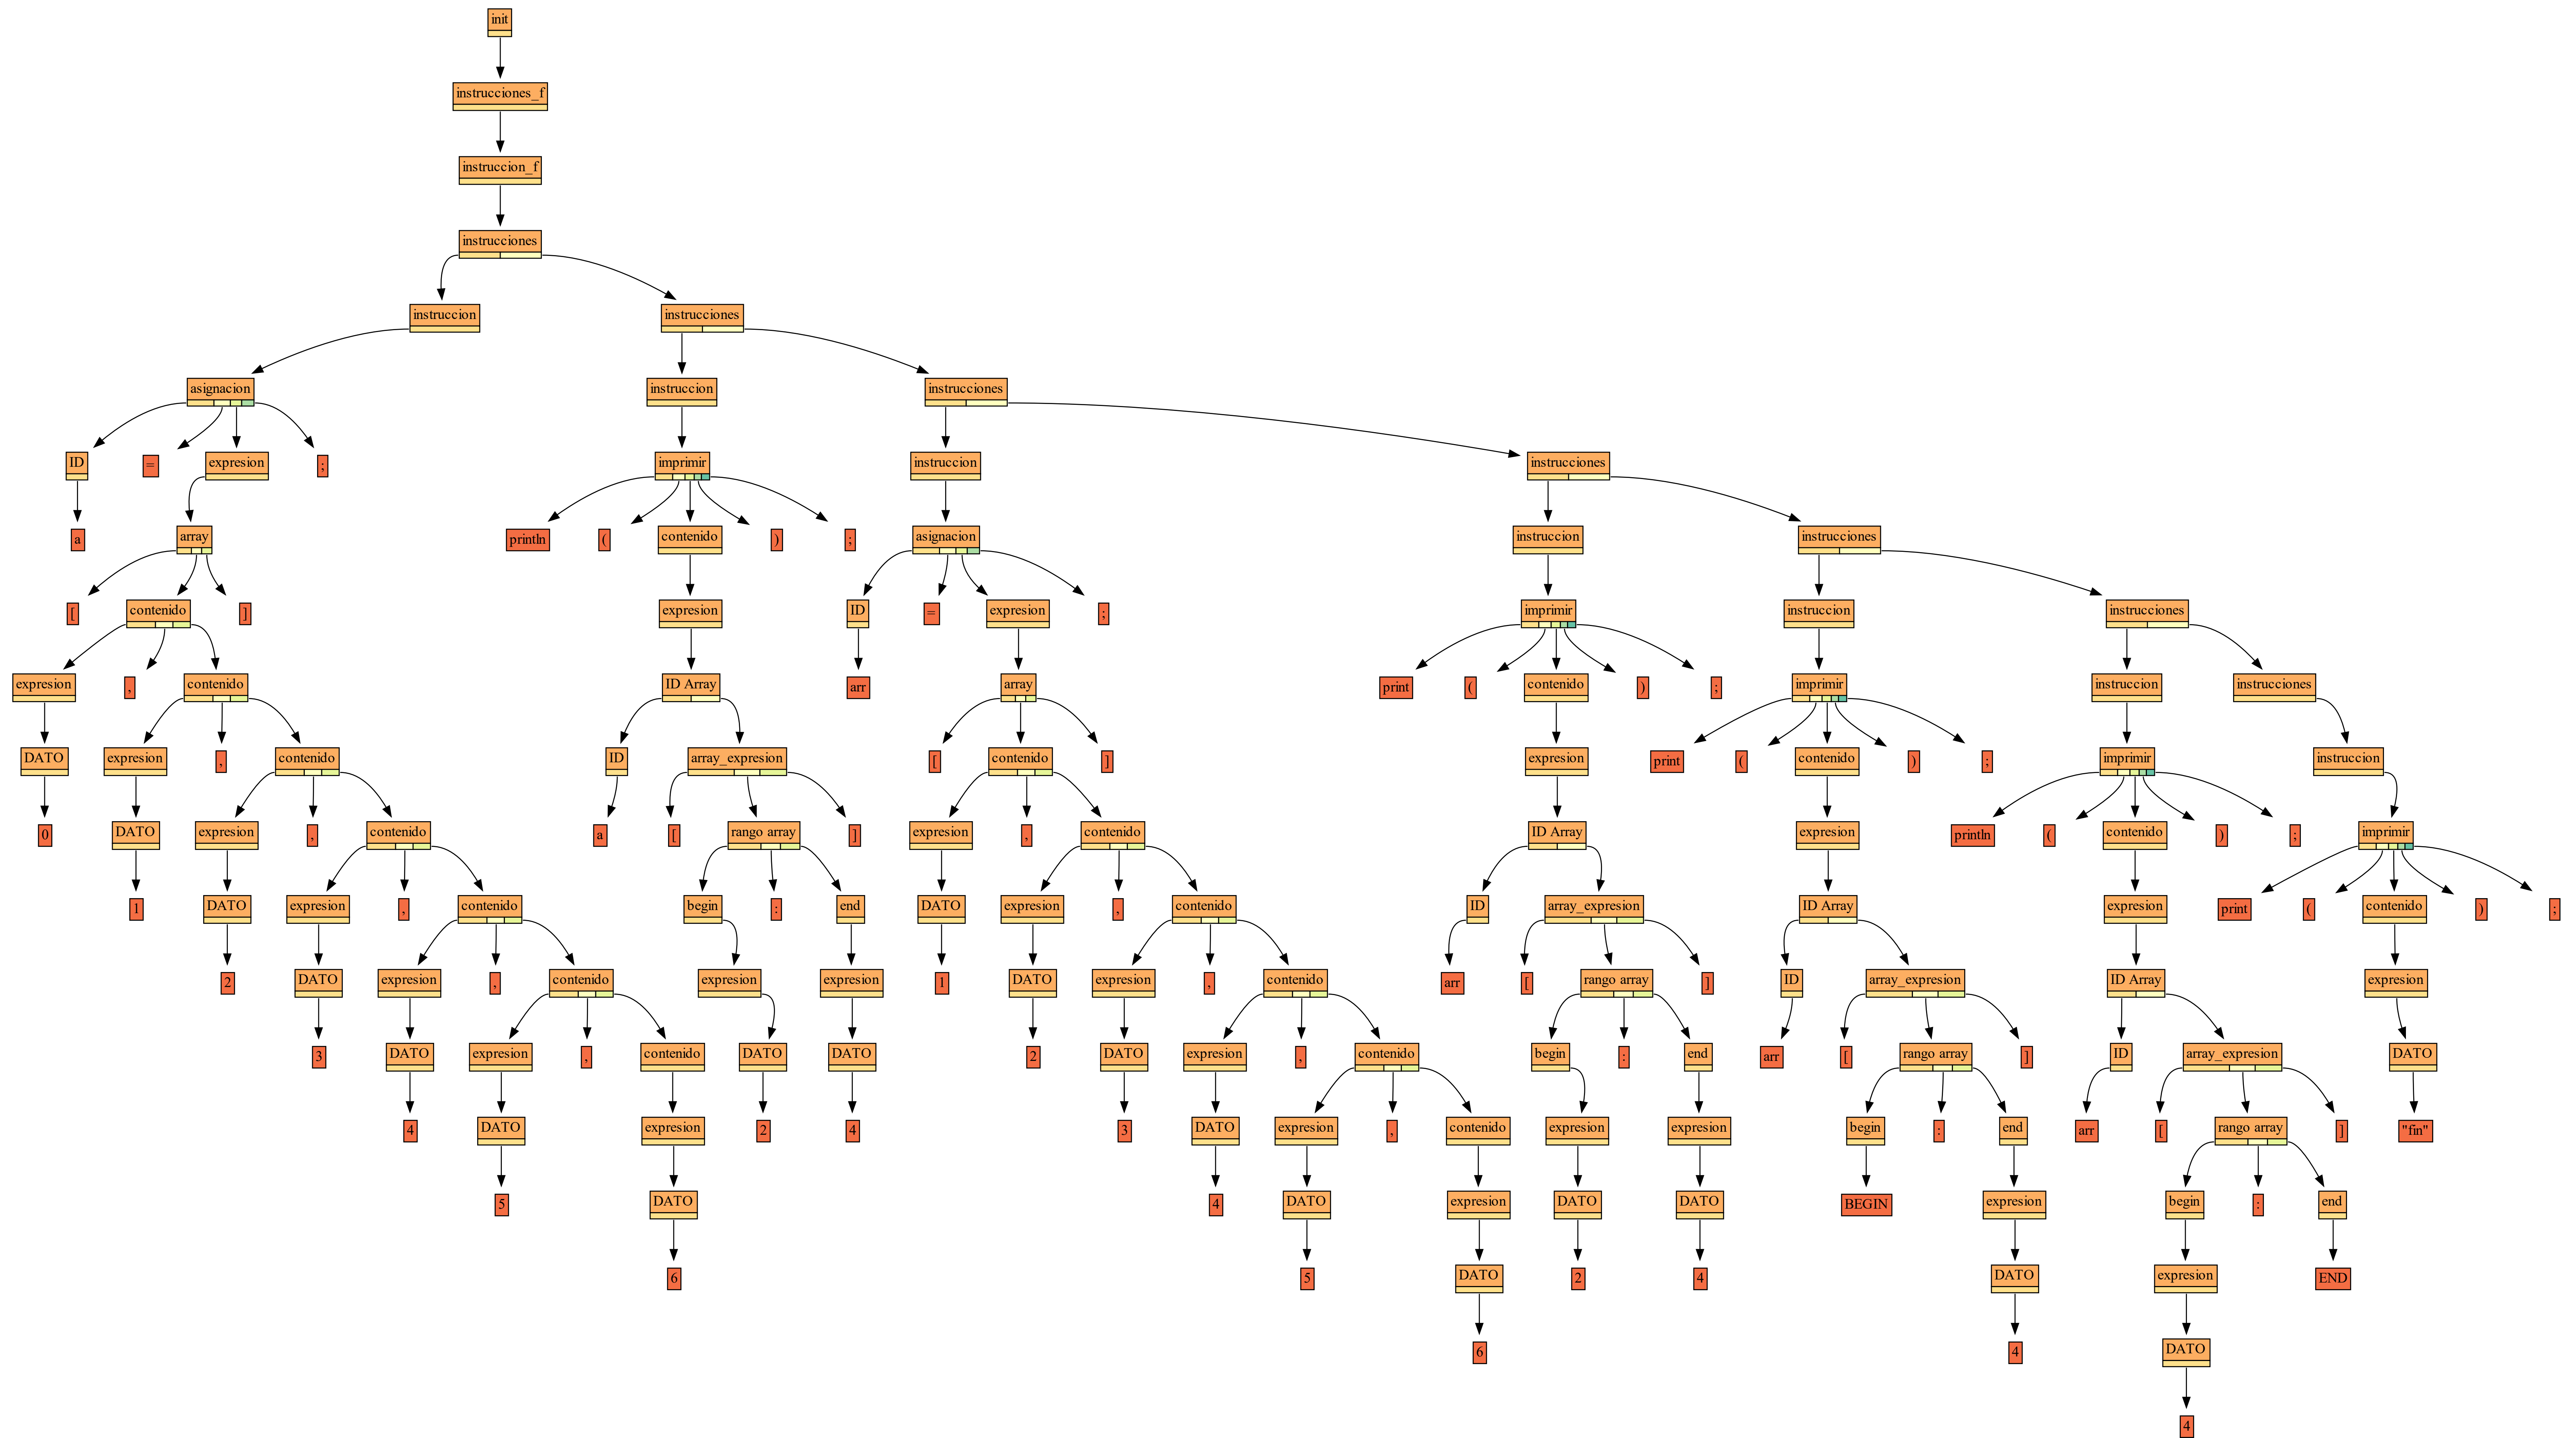 init
instrucciones_f
instruccion_f
instrucciones
instruccion instrucciones
asignacion instruccion instrucciones
ID = expresion ; imprimir instruccion instrucciones
a array println ( contenido ) ; asignacion instruccion instrucciones
[ contenido ] expresion ID = expresion ; imprimir instruccion instrucciones
expresion , contenido ID Array arr array print ( contenido ) ; imprimir instruccion instrucciones
DATO expresion , contenido ID array_expresion [ contenido ] expresion print ( contenido ) ; imprimir instruccion
0 DATO expresion , contenido a [ rango array ] expresion , contenido ID Array expresion println ( contenido ) ; imprimir
1 DATO expresion , contenido begin : end DATO expresion , contenido ID array_expresion ID Array expresion print ( contenido ) ;
2 DATO expresion , contenido expresion expresion 1 DATO expresion , contenido arr [ rango array ] ID array_expresion ID Array expresion
3 DATO expresion , contenido DATO DATO 2 DATO expresion , contenido begin : end arr [ rango array ] ID array_expresion DATO
4 DATO expresion 2 4 3 DATO expresion , contenido expresion expresion begin : end arr [ rango array ] "fin"
5 DATO 4 DATO expresion DATO DATO BEGIN expresion begin : end
6 5 DATO 2 4 DATO expresion END
6 4 DATO
4